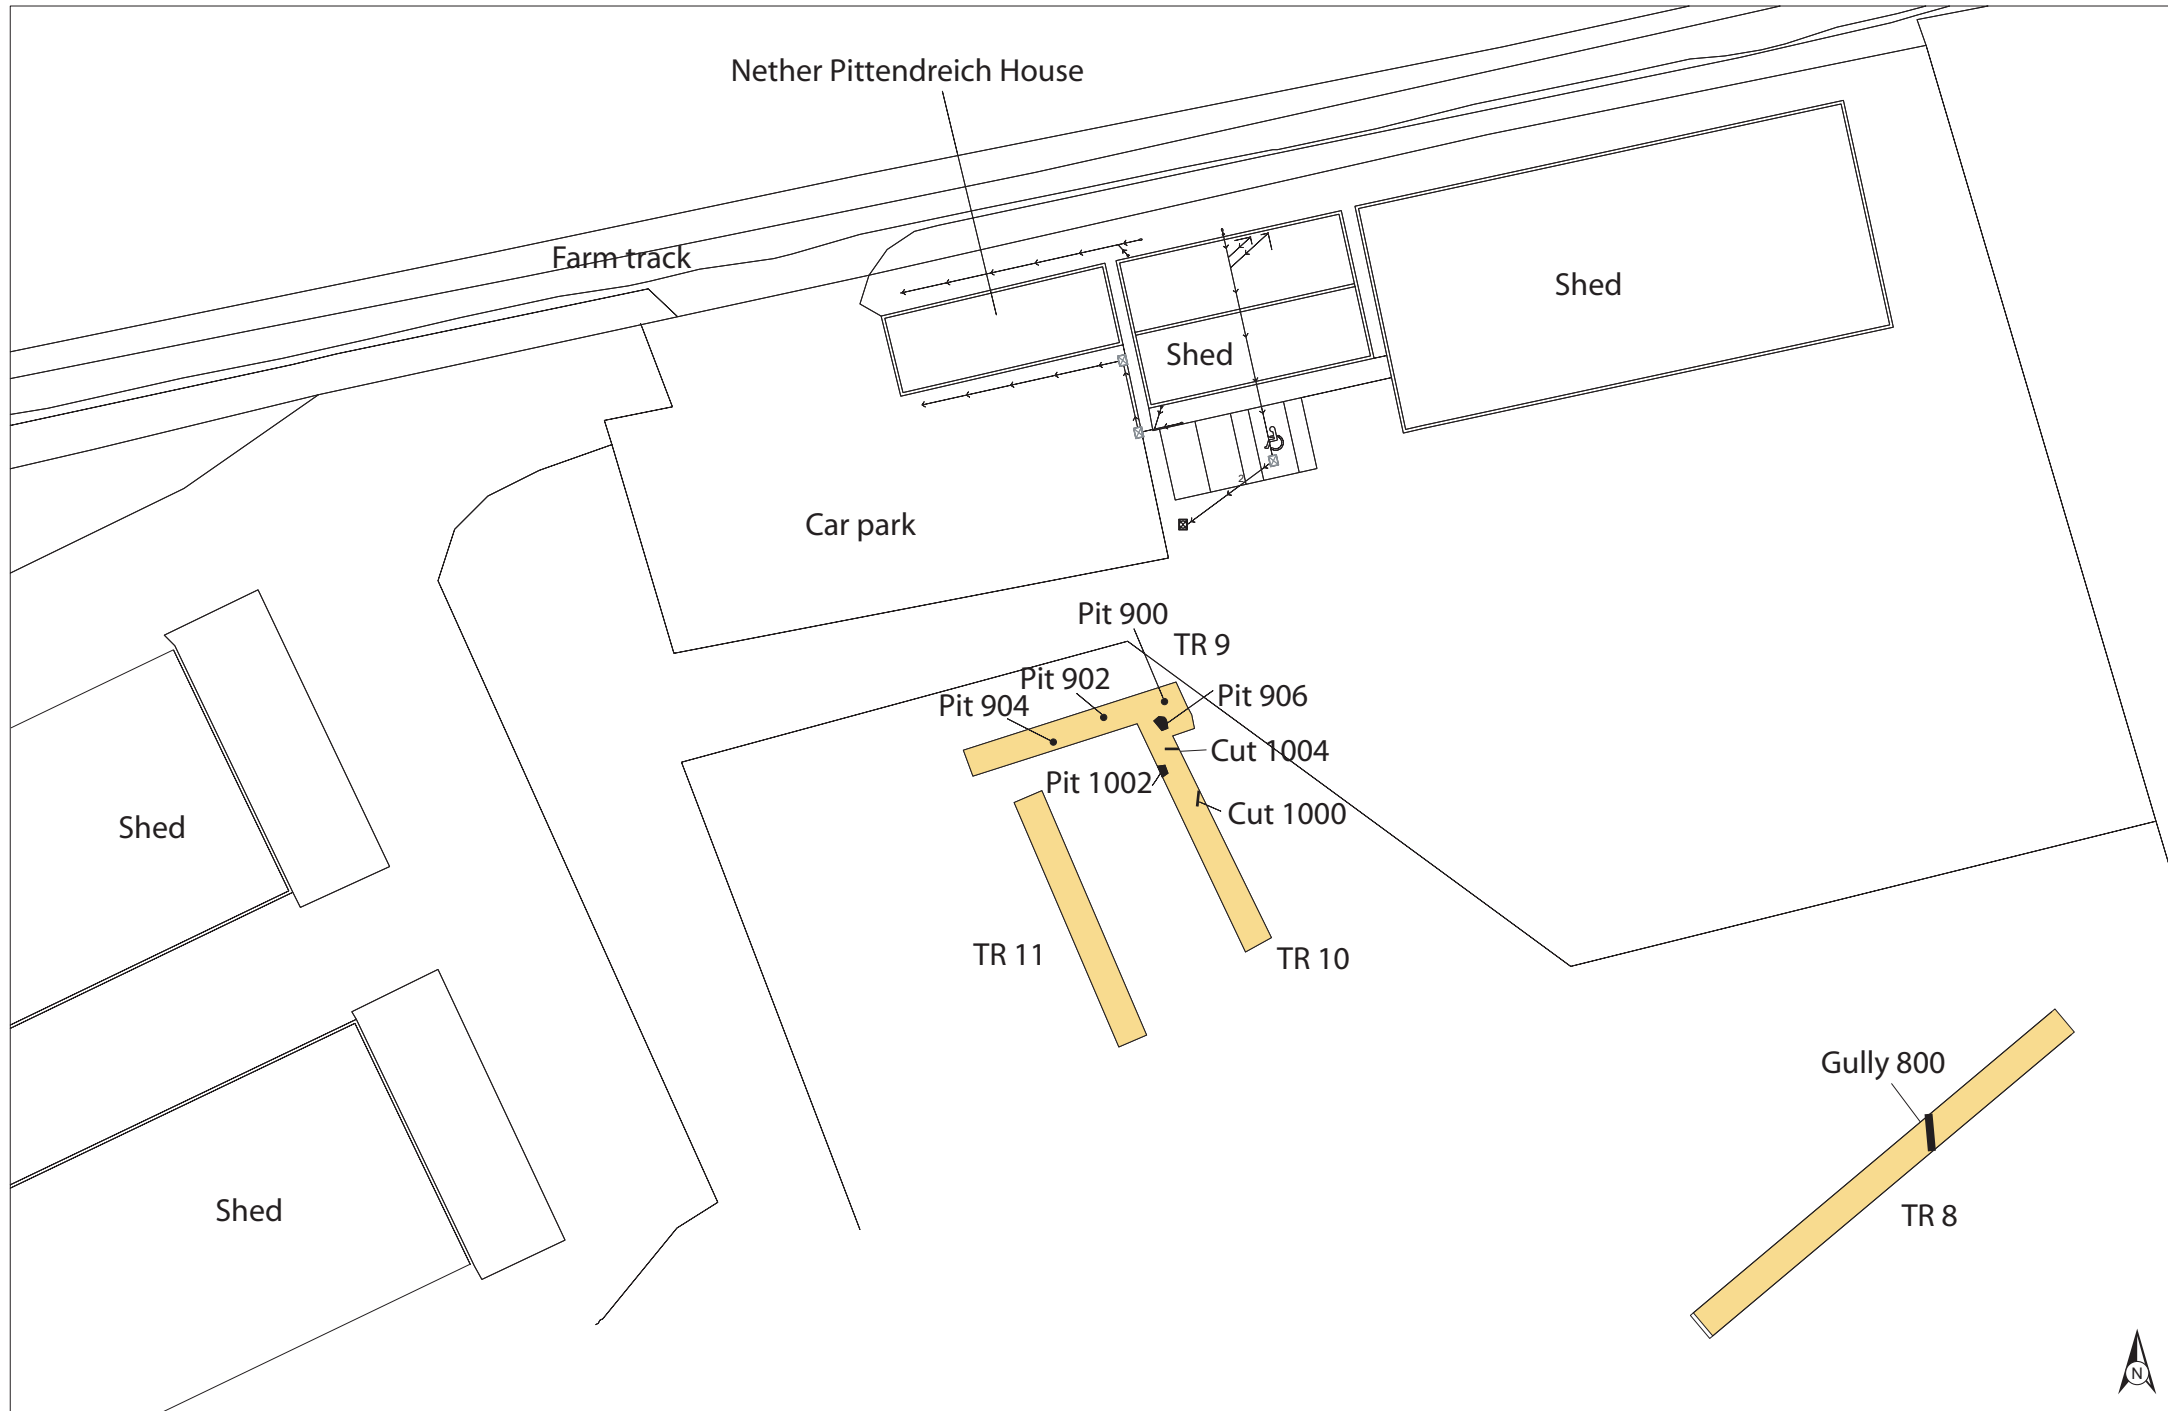 Nether Pittendreich House
Farm track
Shed
Shed
Car park
2
Pit 900
TR 9
Pit 902
Pit 906
Pit 904
Cut 1004
Pit 1002
Cut 1000
Shed
TR 11
TR 10
Gully 800
Shed
TR 8
N